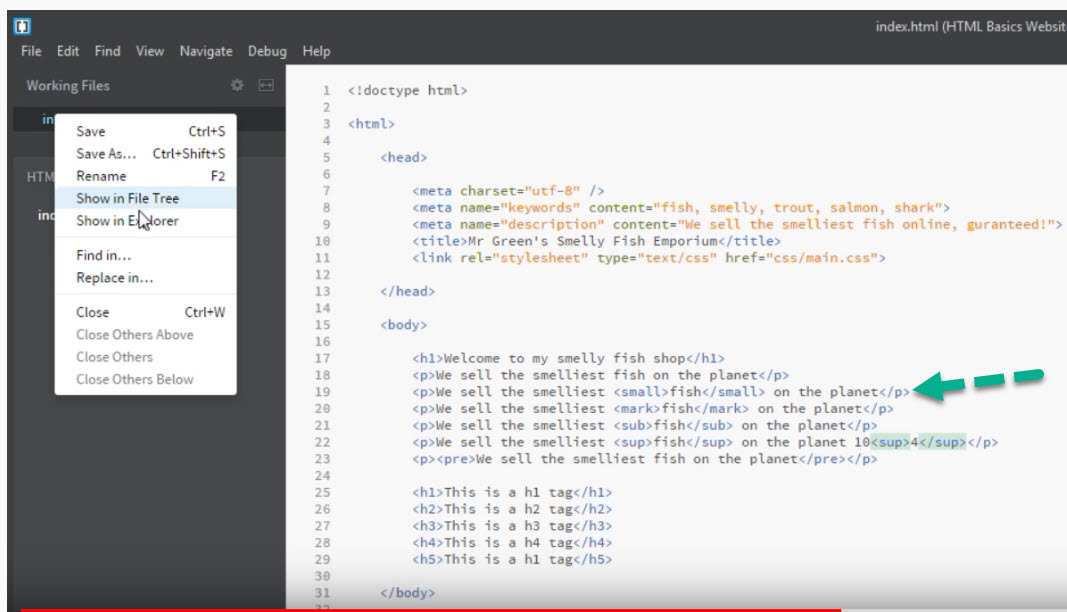 index.html (HTML Basics Websit
File Edit Find View Navigate Debug Help
Working Files
in
HTM
ind
Save Ctrl+S
Save As... Ctrl+Shift+S
Rename F2
Show in File Tree
Show in Explorer
Find in...
Replace in...
Close Ctrl+W
Close Others Above
Close Others
Close Others Below
1 <!doctype html>
2
3 <html>
4
5 <head>
6
7 <meta charset="utf-8" />
8 <meta name="keywords" content="fish, smelly, trout, salmon, shark">
9 <meta name="description" content="We sell the smelliest fish online, guranteed!">
10 <title>Mr Green's Smelly Fish Emporium</title>
11 <link rel="stylesheet" type="text/css" href="css/main.css">
12
13 </head>
14
15 <body>
16
17 <h1>Welcome to my smelly fish shop</h1>
18 <p>We sell the smelliest fish on the planet</p>
19 <p>We sell the smelliest <small>fish</small> on the planet</p>
20 <p>We sell the smelliest <mark>fish</mark> on the planet</p>
21 <p>We sell the smelliest <sub>fish</sub> on the planet</p>
22 <p>We sell the smelliest <sup>fish</sup> on the planet 10<sup>4</sup></p>
23 <p><pre>We sell the smelliest fish on the planet</pre></p>
24
25 <h1>This is a h1 tag</h1>
26 <h2>This is a h2 tag</h2>
27 <h3>This is a h3 tag</h3>
28 <h4>This is a h4 tag</h4>
29 <h5>This is a h1 tag</h5>
30
31 </body>
32